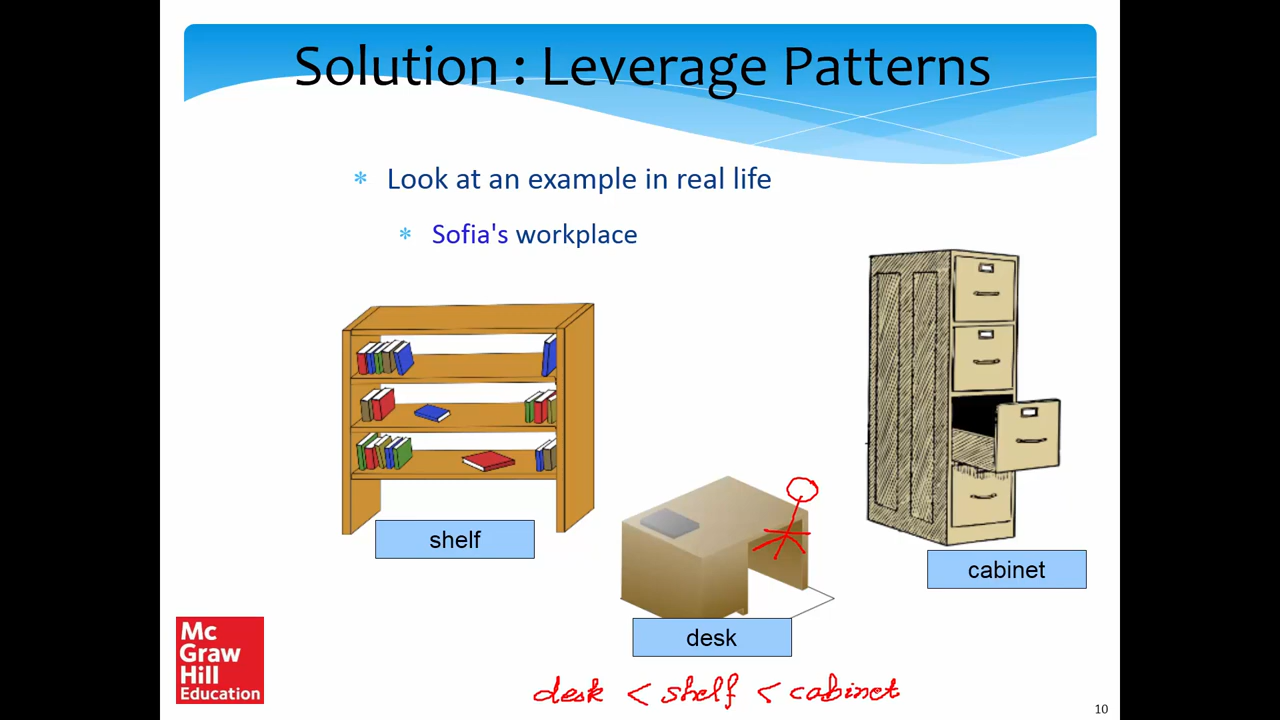 Solution : Leverage Patterns
* Look at an example in real life
* Sofia's workplace
shelf
cabinet
desk
desk < shelf < cabinet
Mc
Graw
Hill
Education
10